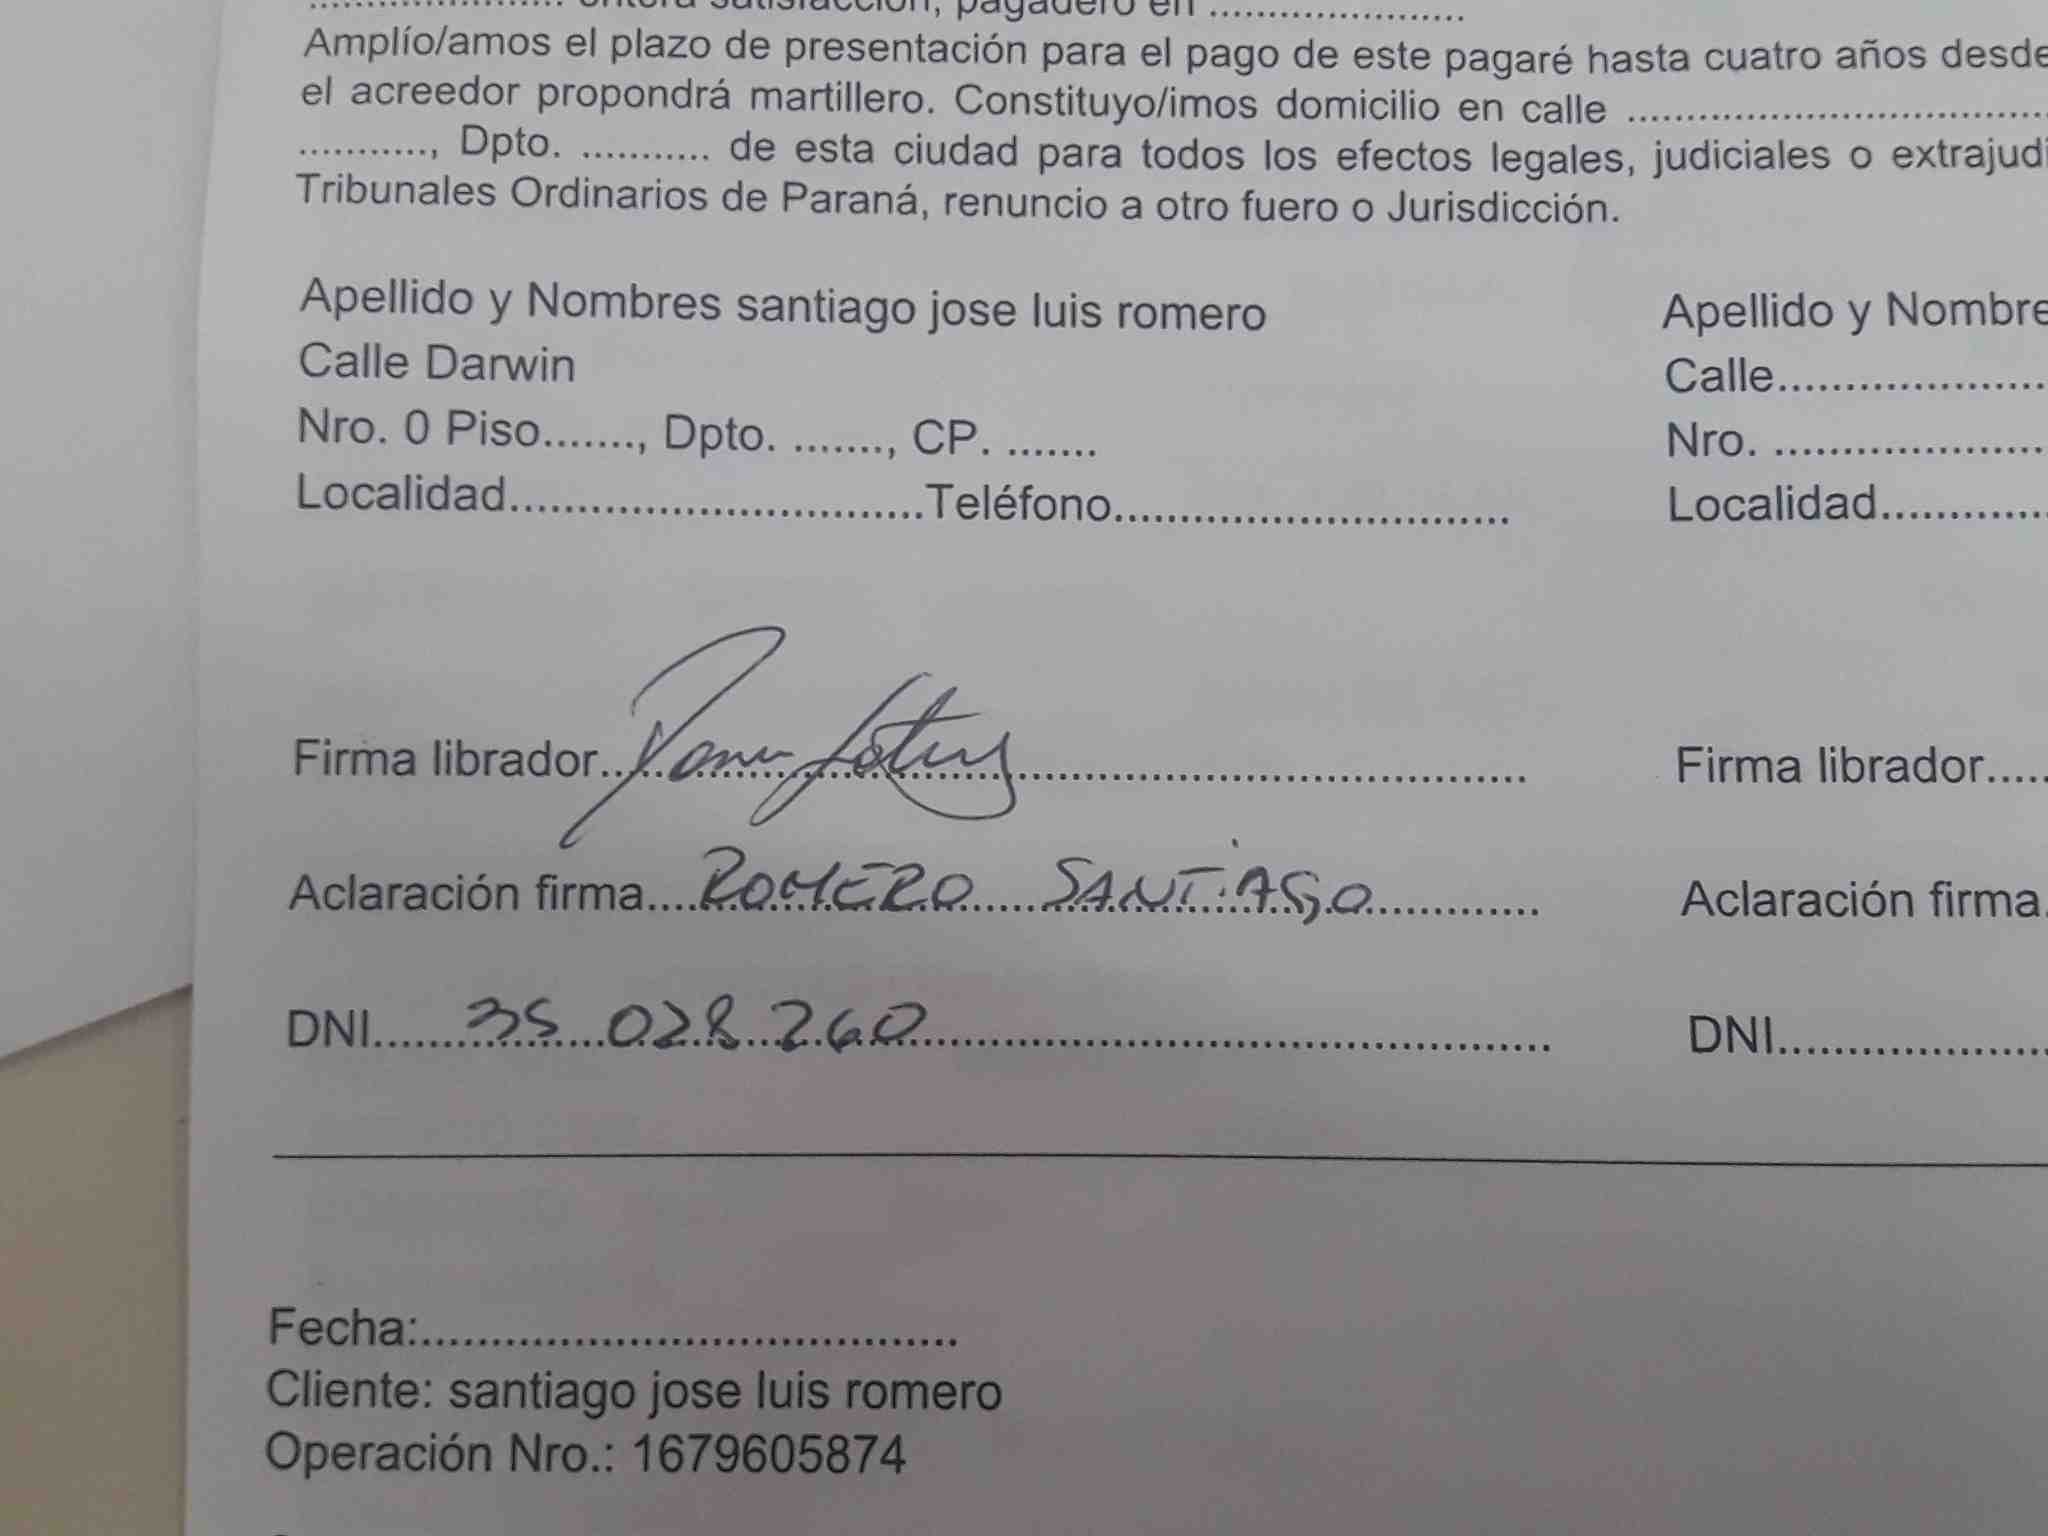 entera satisfacción, pagadero en ......................
Amplío/amos el plazo de presentación para el pago de este pagaré hasta cuatro años desde
el acreedor propondrá martillero. Constituyo/imos domicilio en calle ................................
..........., Dpto. ........... de esta ciudad para todos los efectos legales, judiciales o extrajudi
Tribunales Ordinarios de Paraná, renuncio a otro fuero o Jurisdicción.
Apellido y Nombres santiago jose luis romero
Calle Darwin
Nro. 0 Piso......., Dpto. ......., CP. .......
Localidad...............................Teléfono..............................
Apellido y Nombre
Calle....................
Nro. ....................
Localidad.............
Firma librador..........................................................
Firma librador.....
Aclaración firma....ROMERO SANTIAGO............
Aclaración firma.
DNI......35 028 260..............................................
DNI....................
Fecha:........................................
Cliente: santiago jose luis romero
Operación Nro.: 1679605874